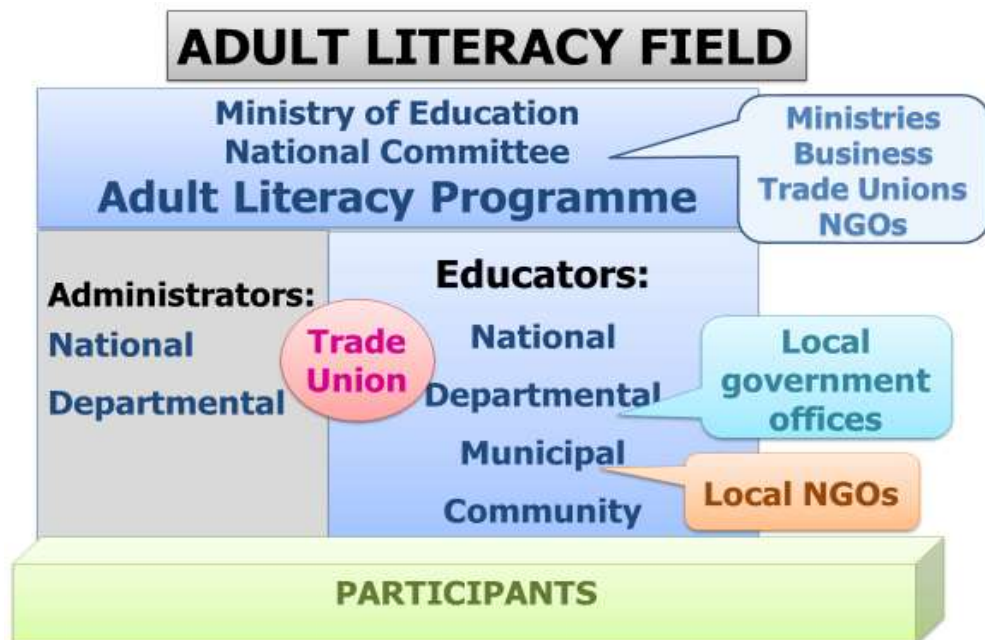 ADULT LITERACY FIELD
Ministry of Education
National Committee
Adult Literacy Programme
Ministries
Business
Trade Unions
NGOs
Administrators:
National
Departmental
Trade
Union
Educators:
National
Departmental
Municipal
Community
Local
government
offices
Local NGOs
PARTICIPANTS